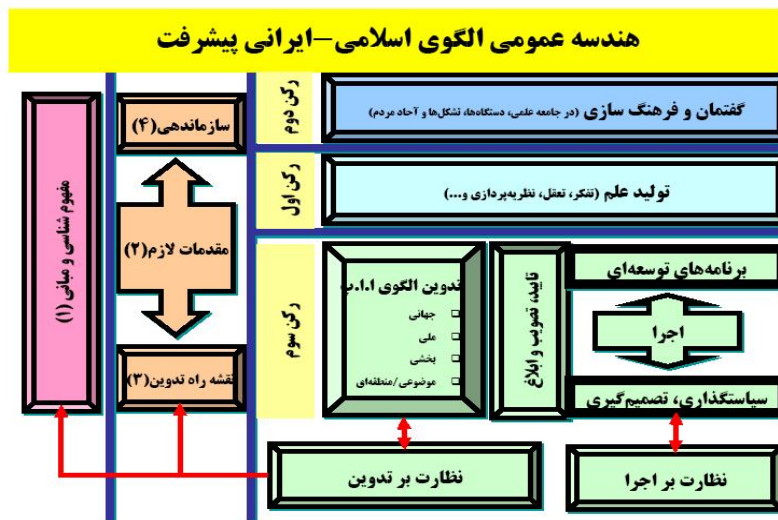 هندسه عمومی الگوی اسلامی-ایرانی پیشرفت
رکن دوم
گفتمان و فرهنگ سازی (در جامعه علمی، دستگاه‌ها، تشکل‌ها و آحاد مردم)
رکن اول
تولید علم (تفکر، تعقل، نظریه‌پردازی و...)
رکن سوم
برنامه‌های توسعه‌ای
اجرا
سیاستگذاری، تصمیم‌گیری
تایید، تصویب و ابلاغ
تدوین الگوی ا.ا.پ
جهانی
ملی
بخشی
موضوعی/منطقه‌ای
سازماندهی(۴)
مقدمات لازم(۲)
نقشه راه تدوین(۳)
مفهوم شناسی و مبانی (۱)
نظارت بر اجرا
نظارت بر تدوین